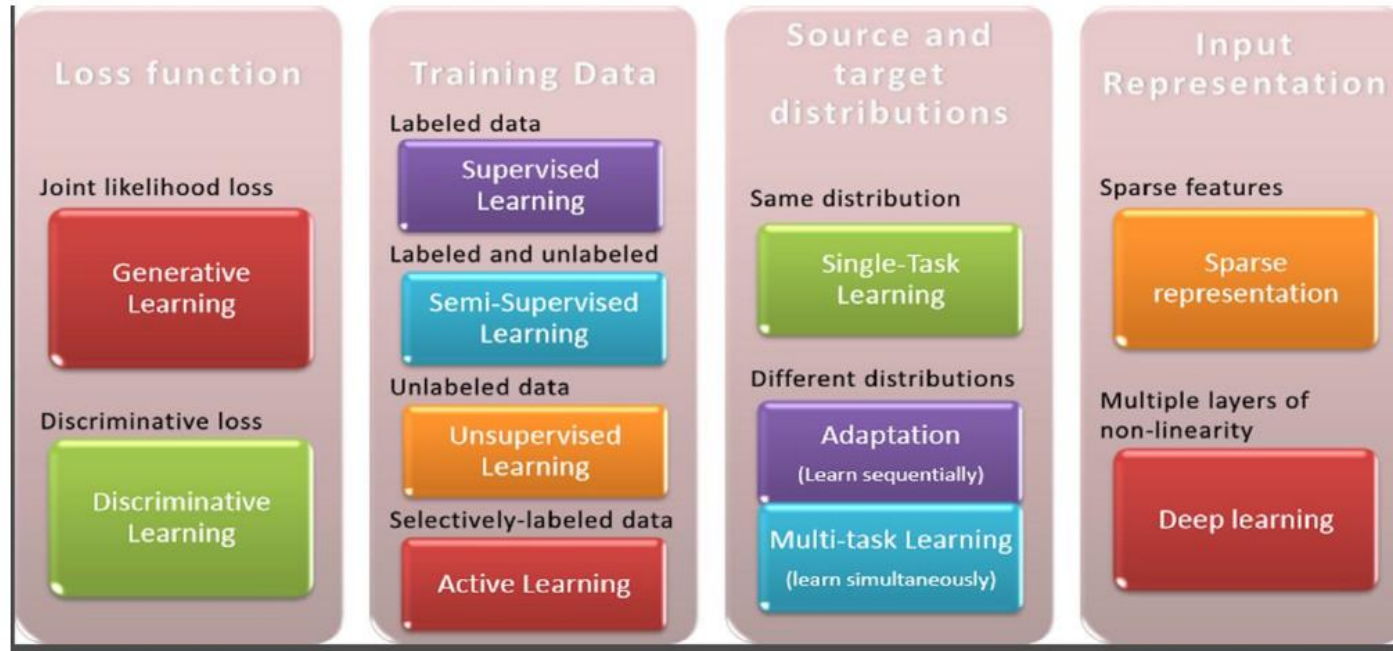 Loss function
Joint likelihood loss
Generative
Learning
Discriminative loss
Discriminative
Learning
Training Data
Labeled data
Supervised
Learning
Labeled and unlabeled
Semi-Supervised
Learning
Unlabeled data
Unsupervised
Learning
Selectively-labeled data
Active Learning
Source and
target
distributions
Same distribution
Single-Task
Learning
Different distributions
Adaptation
(Learn sequentially)
Multi-task Learning
(learn simultaneously)
Input
Representation
Sparse features
Sparse
representation
Multiple layers of
non-linearity
Deep learning